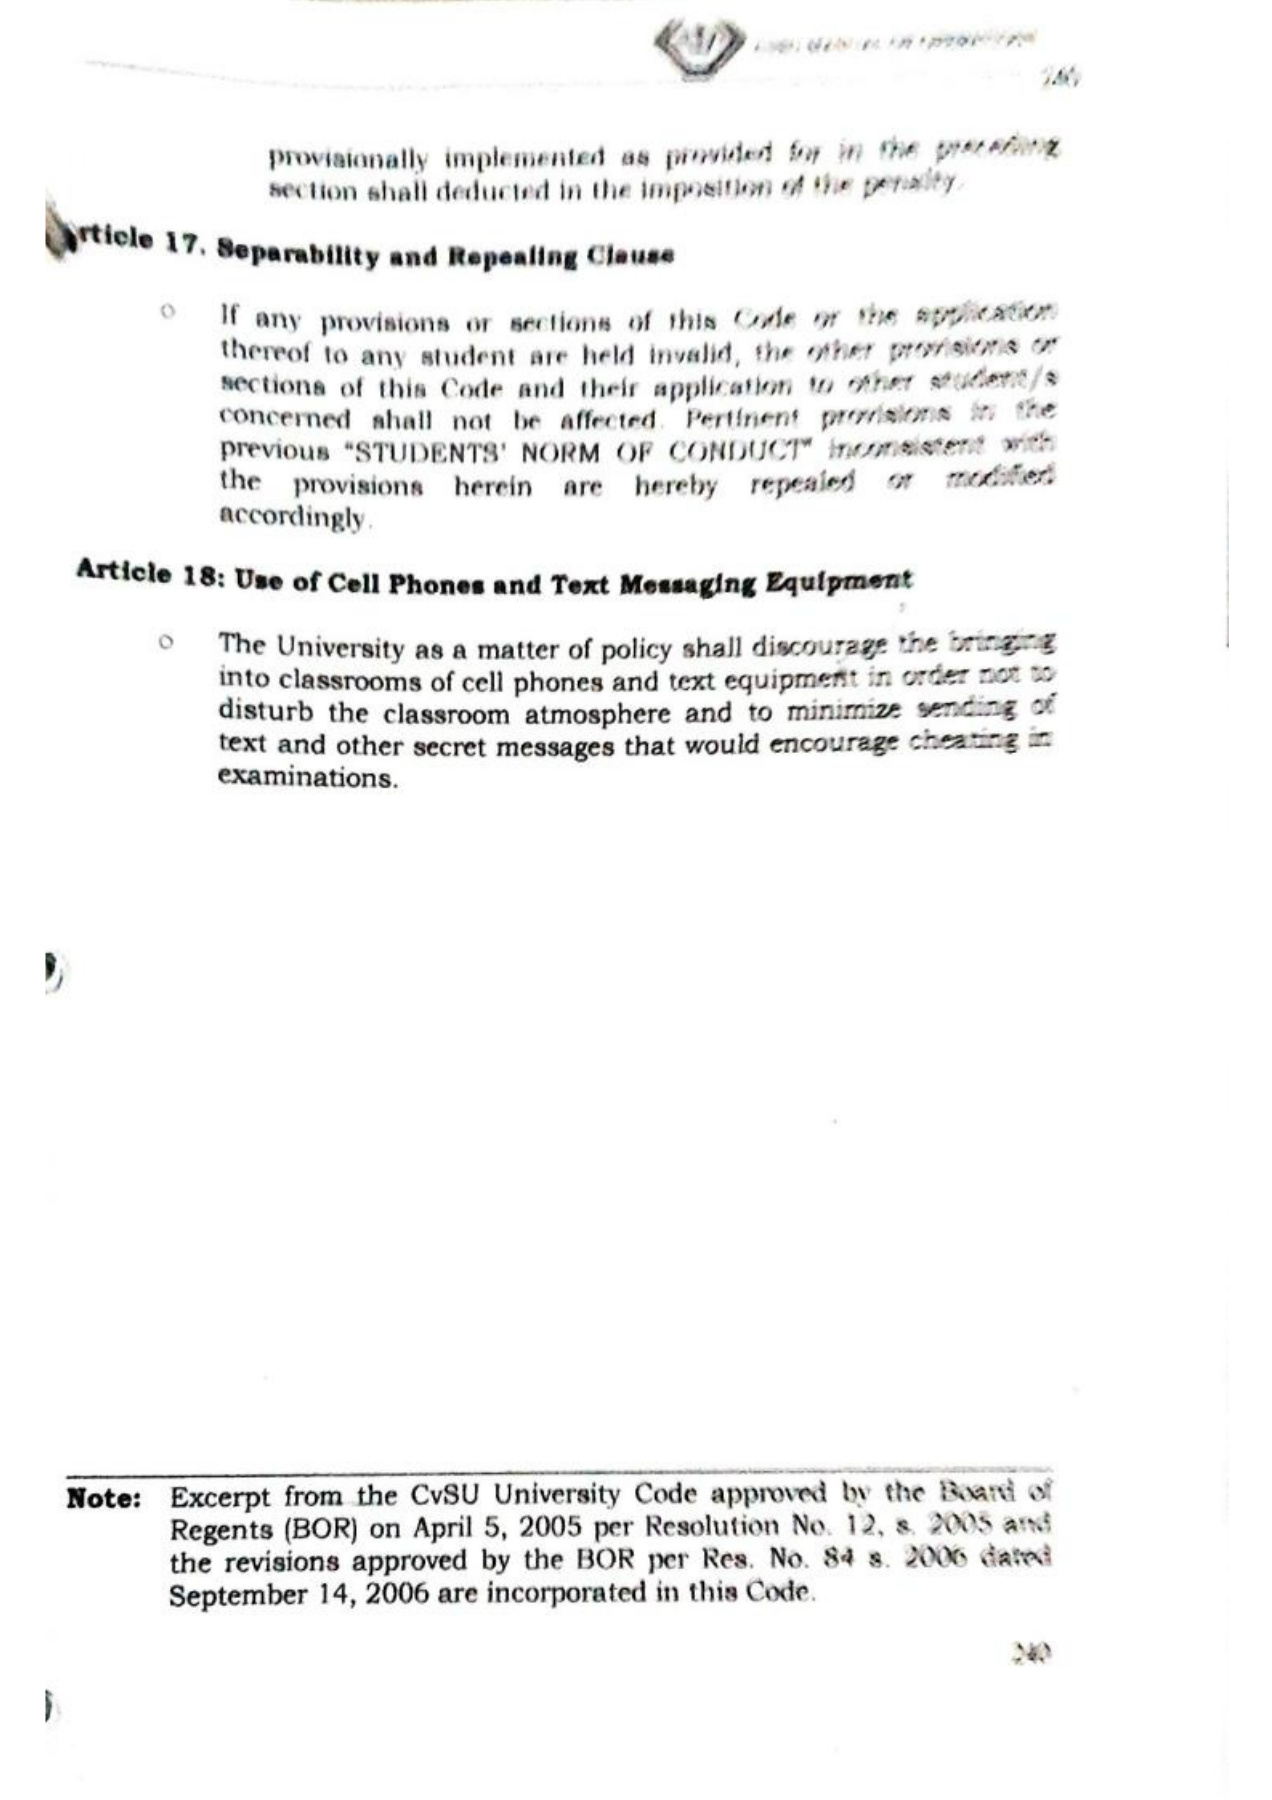 provisionally implemented as provided for in the preceding
section shall deducted in the imposition of the penalty.
rticle 17. Separability and Repealing Clause
o If any provisions or sections of this Code or the application
thereof to any student are held invalid, the other provisions or
sections of this Code and their application to other student/s
concerned shall not be affected. Pertinent provisions in the
previous "STUDENTS' NORM OF CONDUCT" inconsistent with
the provisions herein are hereby repealed or modified
accordingly.
Article 18: Use of Cell Phones and Text Messaging Equipment
o The University as a matter of policy shall discourage the bringing
into classrooms of cell phones and text equipment in order not to
disturb the classroom atmosphere and to minimize sending of
text and other secret messages that would encourage cheating in
examinations.
Note: Excerpt from the CvSU University Code approved by the Board of
Regents (BOR) on April 5, 2005 per Resolution No. 12, s. 2005 and
the revisions approved by the BOR per Res. No. 84 s. 2006 dated
September 14, 2006 are incorporated in this Code.
240